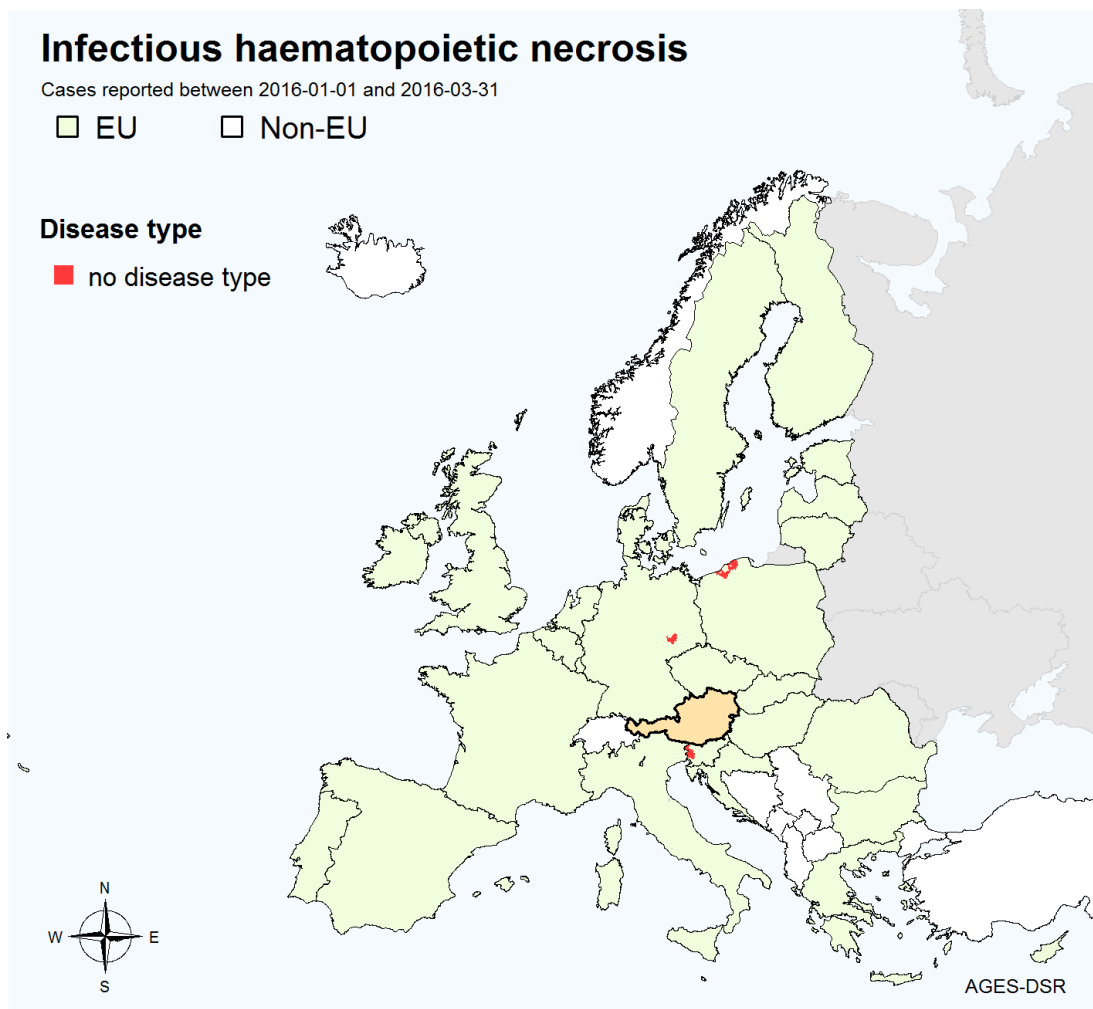 Infectious haematopoietic necrosis
Cases reported between 2016-01-01 and 2016-03-31
EU Non-EU
Disease type
no disease type
N
W E
S
AGES-DSR